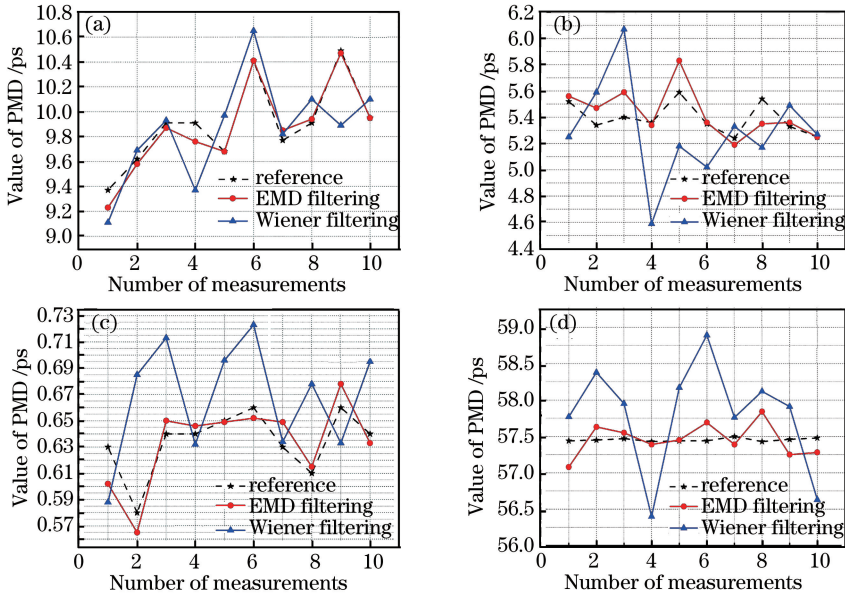 (a)
Value of PMD /ps
10.8
10.6
10.4
10.2
10.0
9.8
9.6
9.4
9.2
9.0
reference
EMD filtering
Wiener filtering
0 2 4 6 8 10
Number of measurements
(b)
Value of PMD /ps
6.2
6.0
5.8
5.6
5.4
5.2
5.0
4.8
4.6
4.4
reference
EMD filtering
Wiener filtering
0 2 4 6 8 10
Number of measurements
(c)
Value of PMD /ps
0.73
0.71
0.69
0.67
0.65
0.63
0.61
0.59
0.57
reference
EMD filtering
Wiener filtering
0 2 4 6 8 10
Number of measurements
(d)
Value of PMD /ps
59.0
58.5
58.0
57.5
57.0
56.5
56.0
reference
EMD filtering
Wiener filtering
0 2 4 6 8 10
Number of measurements